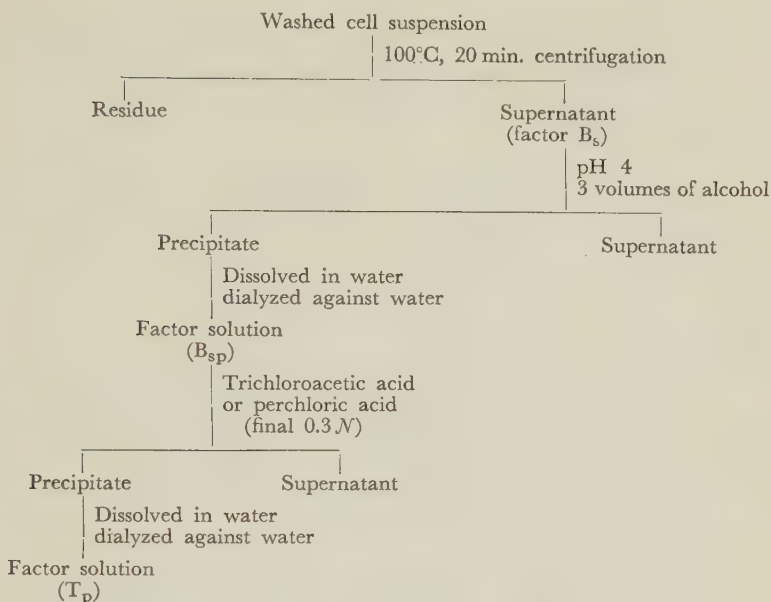 Washed cell suspension
100°C, 20 min. centrifugation
Residue
Supernatant
(factor Bs)
pH 4
3 volumes of alcohol
Precipitate
Supernatant
Dissolved in water
dialyzed against water
Factor solution
(Bsp)
Trichloroacetic acid
or perchloric acid
(final 0.3 N)
Precipitate
Supernatant
Dissolved in water
dialyzed against water
Factor solution
(Tp)